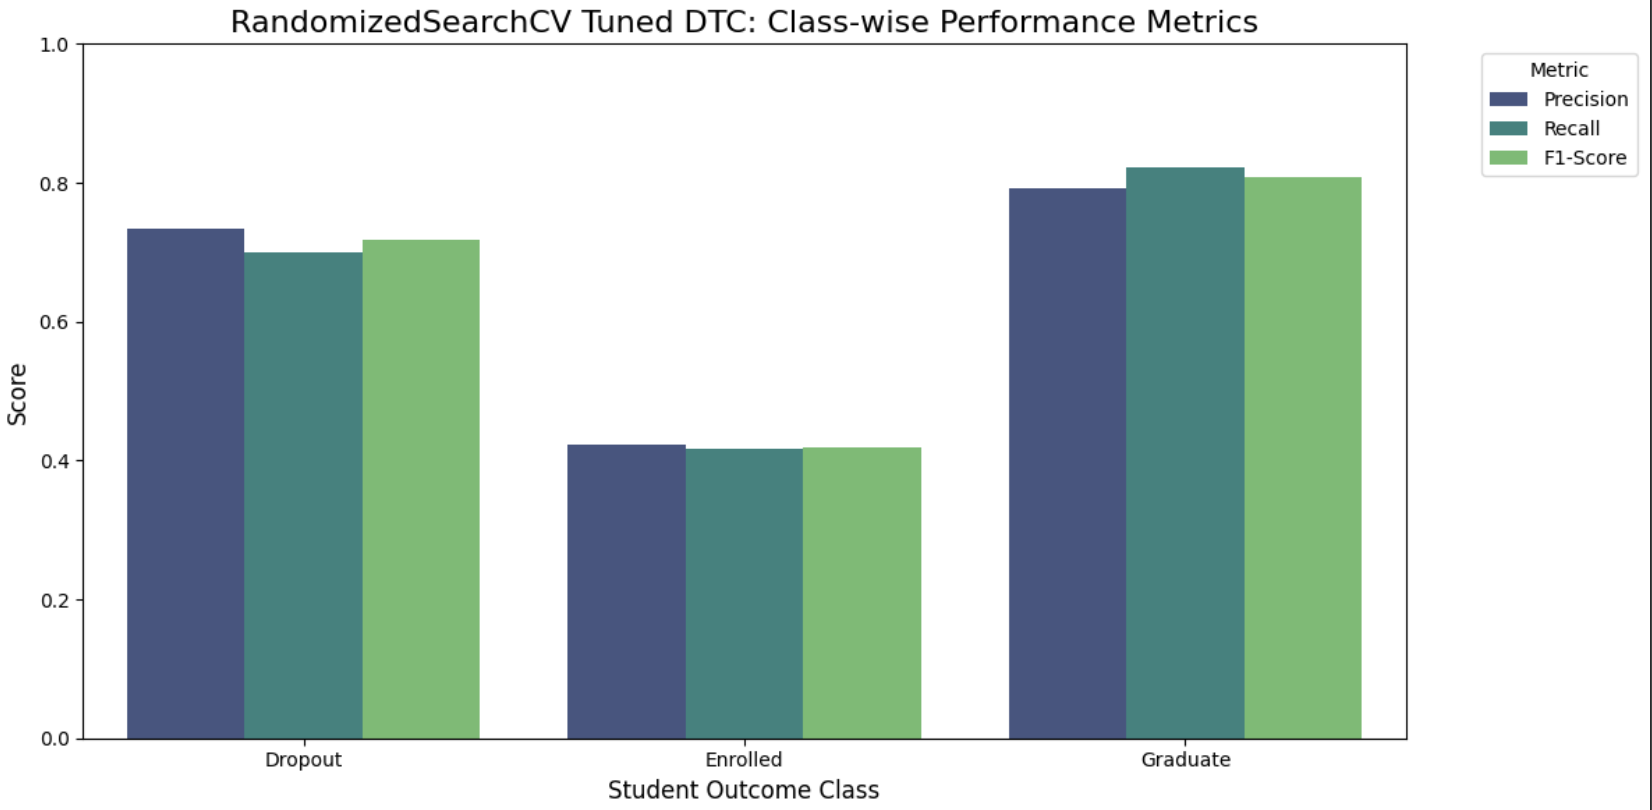 RandomizedSearchCV Tuned DTC: Class-wise Performance Metrics
1.0
0.8
0.6
0.4
0.2
0.0
Score
Dropout Enrolled Graduate
Student Outcome Class
Metric
Precision
Recall
F1-Score